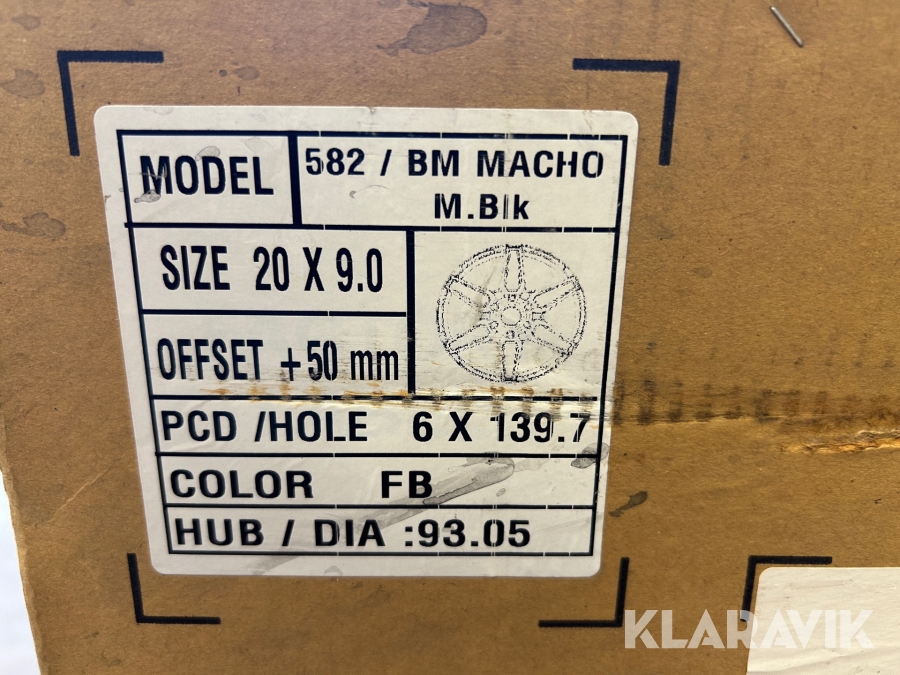 MODEL 582 / BM MACHO
M.Blk
SIZE 20 X 9.0
OFFSET +50 mm
PCD /HOLE 6 X 139.7
COLOR FB
HUB / DIA :93.05
KLARAVIK